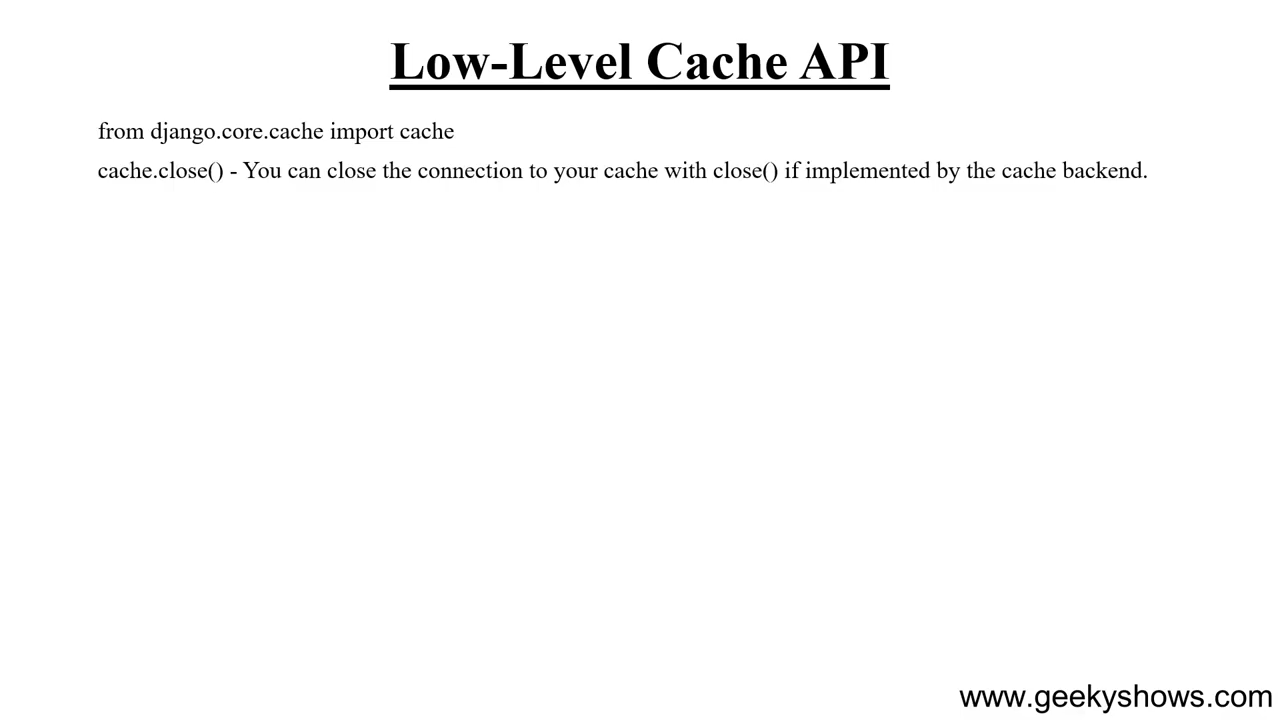 Low-Level Cache API
from django.core.cache import cache
cache.close() - You can close the connection to your cache with close() if implemented by the cache backend.
www.geekyshows.com